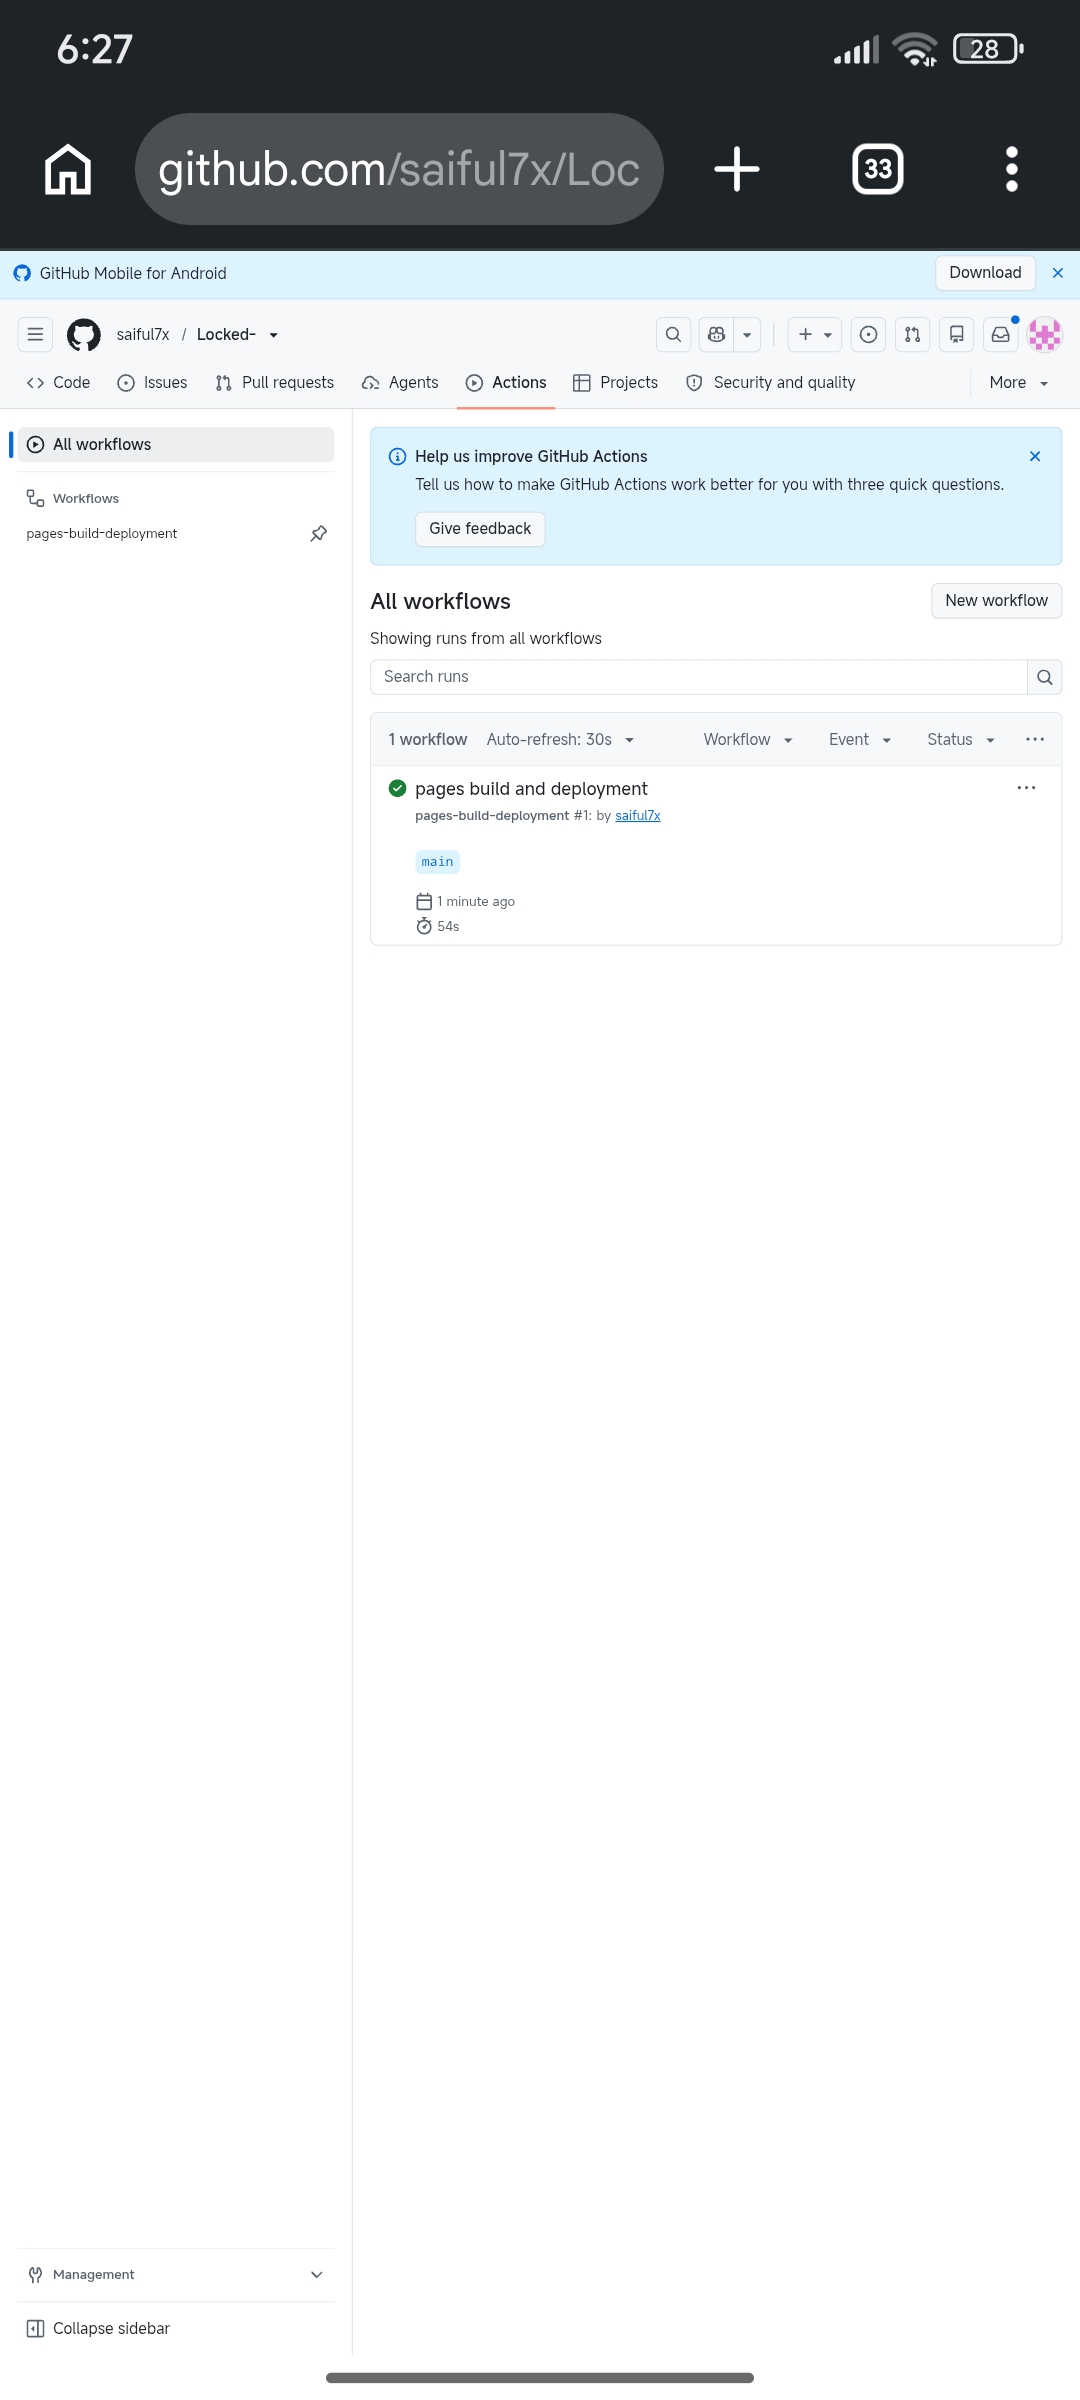 6:27
28
github.com/saiful7x/Loc
33
GitHub Mobile for Android
Download
saiful7x / Locked-
Code
Issues
Pull requests
Agents
Actions
Projects
Security and quality
More
All workflows
Workflows
pages-build-deployment
Help us improve GitHub Actions
Tell us how to make GitHub Actions work better for you with three quick questions.
Give feedback
All workflows
New workflow
Showing runs from all workflows
Search runs
1 workflow
Auto-refresh: 30s
Workflow
Event
Status
pages build and deployment
pages-build-deployment #1: by saiful7x
main
1 minute ago
54s
Management
Collapse sidebar